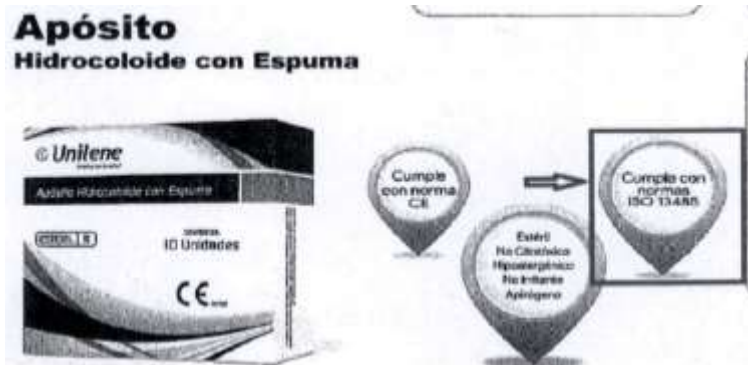 Apósito
Hidrocoloide con Espuma
Unilene
Apósito Hidrocoloide con Espuma
10 Unidades
CE
Cumple
con norma
CE
Estéril
No Citotóxico
Hipoalergénico
No Irritante
Apirógeno
Cumple con
normas
ISO 13485